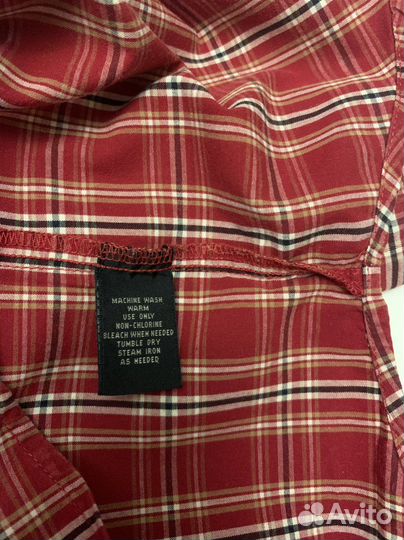 MACHINE WASH
WARM
USE ONLY
NON-CHLORINE
BLEACH WHEN NEEDED
TUMBLE DRY
STEAM IRON
AS NEEDED
Avito